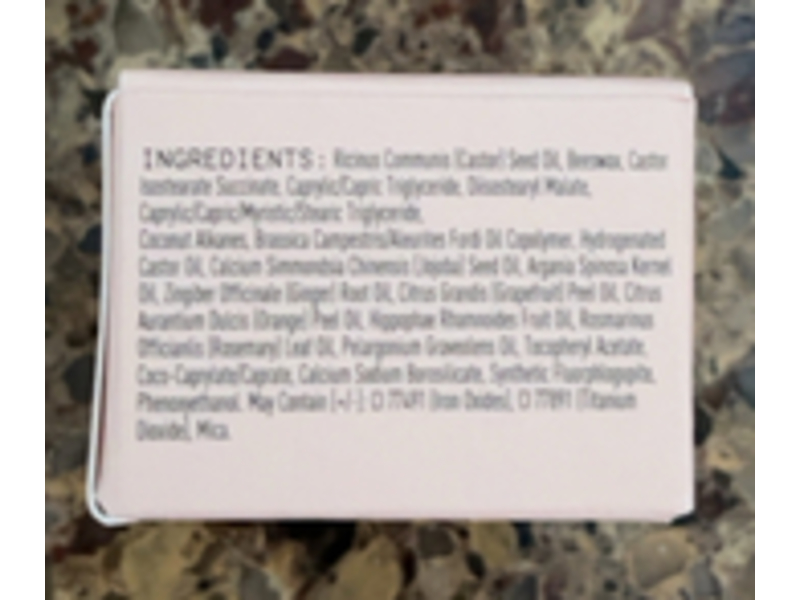 INGREDIENTS: Ricinus Communis (Castor) Seed Oil, Beeswax, Castor
Isostearate Succinate, Caprylic/Capric Triglyceride, Diisostearyl Malate,
Caprylic/Capric/Myristic/Stearic Triglyceride,
Coconut Alkanes, Brassica Campestris/Aleurites Fordi Oil Copolymer, Hydrogenated
Castor Oil, Calcium Simmondsia Chinensis (Jojoba) Seed Oil, Argania Spinosa Kernel
Oil, Zingiber Officinale (Ginger) Root Oil, Citrus Grandis (Grapefruit) Peel Oil, Citrus
Aurantium Dulcis (Orange) Peel Oil, Hippophae Rhamnoides Fruit Oil, Rosmarinus
Officianlis (Rosemary) Leaf Oil, Pelargonium Graveolens Oil, Tocopheryl Acetate,
Coco-Caprylate/Caprate, Calcium Sodium Borosilicate, Synthetic Fluorphlogopite,
Phenoxyethanol. May Contain (+/-): CI 77491 (Iron Oxides), CI 77891 (Titanium
Dioxide), Mica.